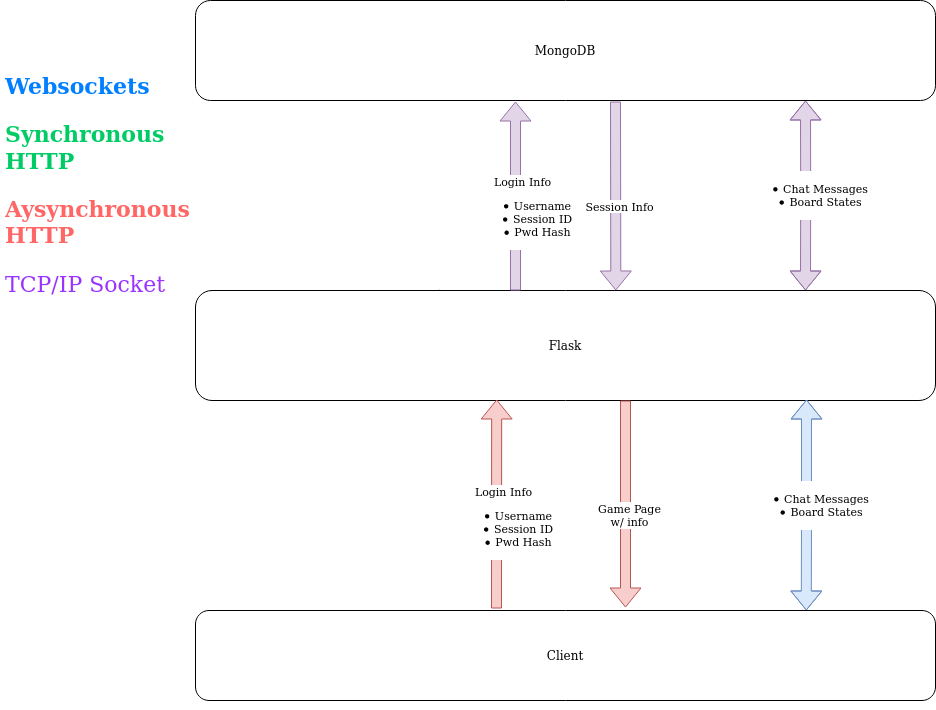 MongoDB
Websockets
Synchronous
HTTP
Aysynchronous
HTTP
TCP/IP Socket
Login Info
• Username
• Session ID
• Pwd Hash
Session Info
• Chat Messages
• Board States
Flask
Login Info
• Username
• Session ID
• Pwd Hash
Game Page
w/ info
• Chat Messages
• Board States
Client